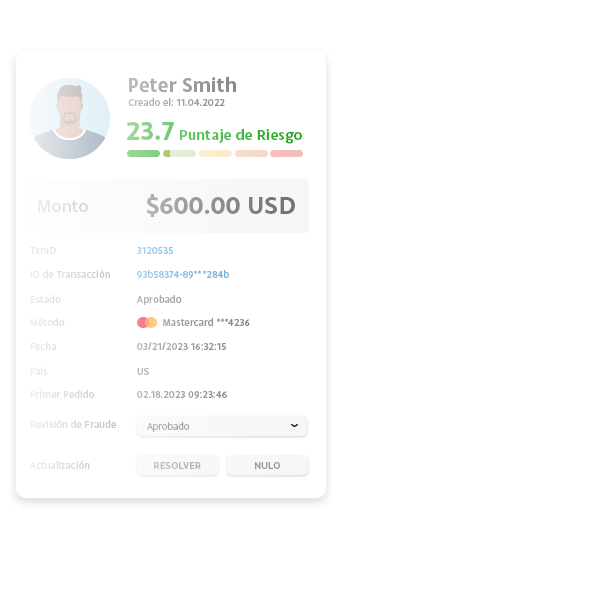 Peter Smith
Creado el: 11.04.2022
23.7 Puntaje de Riesgo
Monto $600.00 USD
TxnID 3120535
ID de Transacción 93b58374-89***284b
Estado Aprobado
Método Mastercard ***4236
Fecha 03/21/2023 16:32:15
País US
Primer Pedido 02.18.2023 09:23:46
Revisión de Fraude Aprobado
Actualización RESOLVER NULO